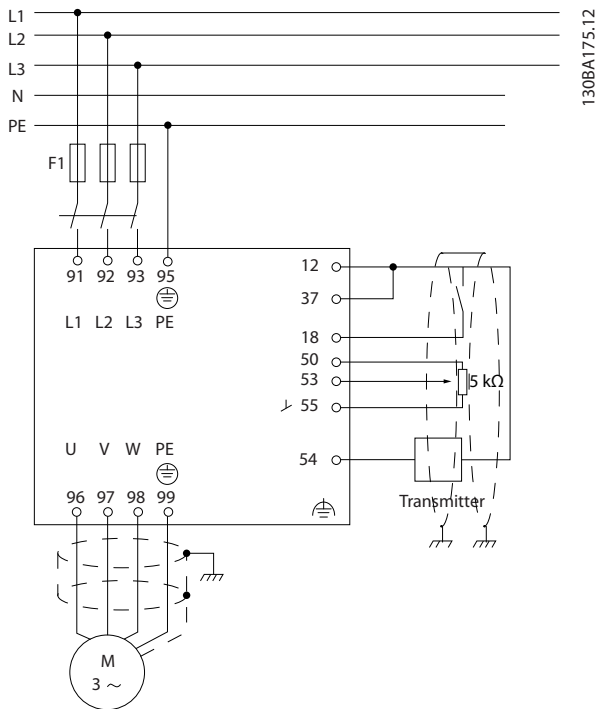 L1
L2
L3
N
PE
130BA175.12
F1
91 92 93 95
L1 L2 L3 PE
12
37
18
50
53
55
5 kΩ
54
Transmitter
U V W PE
96 97 98 99
M
3 ~